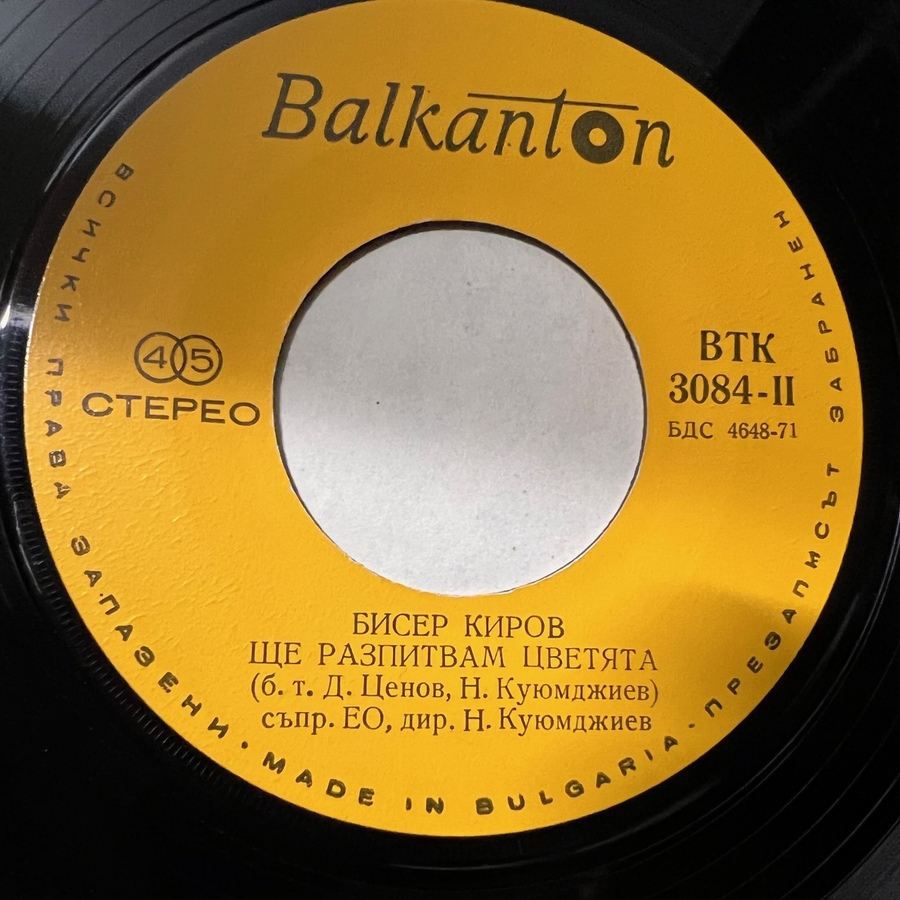 Balkanton
45
СТЕРЕО
ВТК
3084-II
БДС 4648-71
БИСЕР КИРОВ
ЩЕ РАЗПИТВАМ ЦВЕТЯТА
(б. т. Д. Ценов, Н. Куюмджиев)
съпр. ЕО, дир. Н. Куюмджиев
ВСИЧКИ ПРАВА ЗАПАЗЕНИ · MADE IN BULGARIA - ПРЕЗАПИСЪТ ЗАБРАНЕН